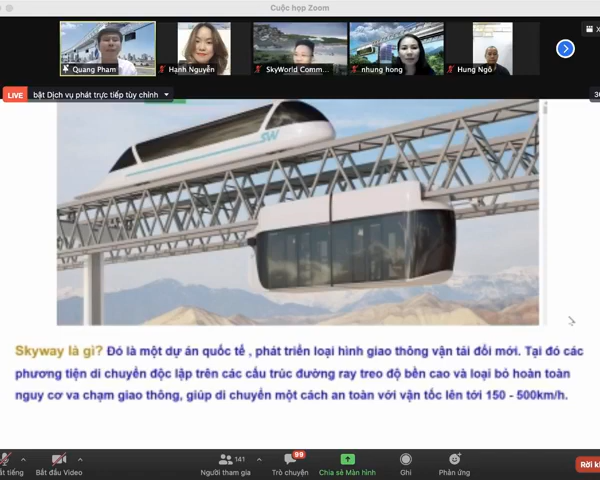 Cuộc họp Zoom
Quang Pham
Hạnh Nguyễn
SkyWorld Comm...
nhung hong
Hung Ngô
LIVE
bật Dịch vụ phát trực tiếp tùy chỉnh
SW
Skyway là gì? Đó là một dự án quốc tế , phát triển loại hình giao thông vận tải đổi mới. Tại đó các
phương tiện di chuyển độc lập trên các cấu trúc đường ray treo độ bền cao và loại bỏ hoàn toàn
nguy cơ va chạm giao thông, giúp di chuyển một cách an toàn với vận tốc lên tới 150 - 500km/h.
141
99
ắt tiếng
Bắt đầu Video
Người tham gia
Trò chuyện
Chia sẻ Màn hình
Ghi
Phản ứng
Rời k